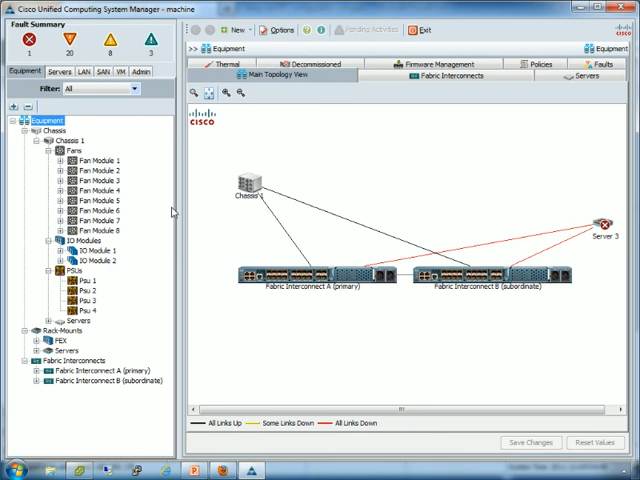 Cisco Unified Computing System Manager - machine
Fault Summary
1
20
8
3
Equipment
Servers
LAN
SAN
VM
Admin
Filter: All
Equipment
Chassis
Chassis 1
Fans
Fan Module 1
Fan Module 2
Fan Module 3
Fan Module 4
Fan Module 5
Fan Module 6
Fan Module 7
Fan Module 8
IO Modules
IO Module 1
IO Module 2
PSUs
Psu 1
Psu 2
Psu 3
Psu 4
Servers
Rack-Mounts
FEX
Servers
Fabric Interconnects
Fabric Interconnect A (primary)
Fabric Interconnect B (subordinate)
New
Options
Pending Activities
Exit
CISCO
>> Equipment
Equipment
Thermal
Decommissioned
Firmware Management
Policies
Faults
Main Topology View
Fabric Interconnects
Servers
CISCO
Chassis 1
Server 3
Fabric Interconnect A (primary)
Fabric Interconnect B (subordinate)
All Links Up
Some Links Down
All Links Down
Save Changes
Reset Values